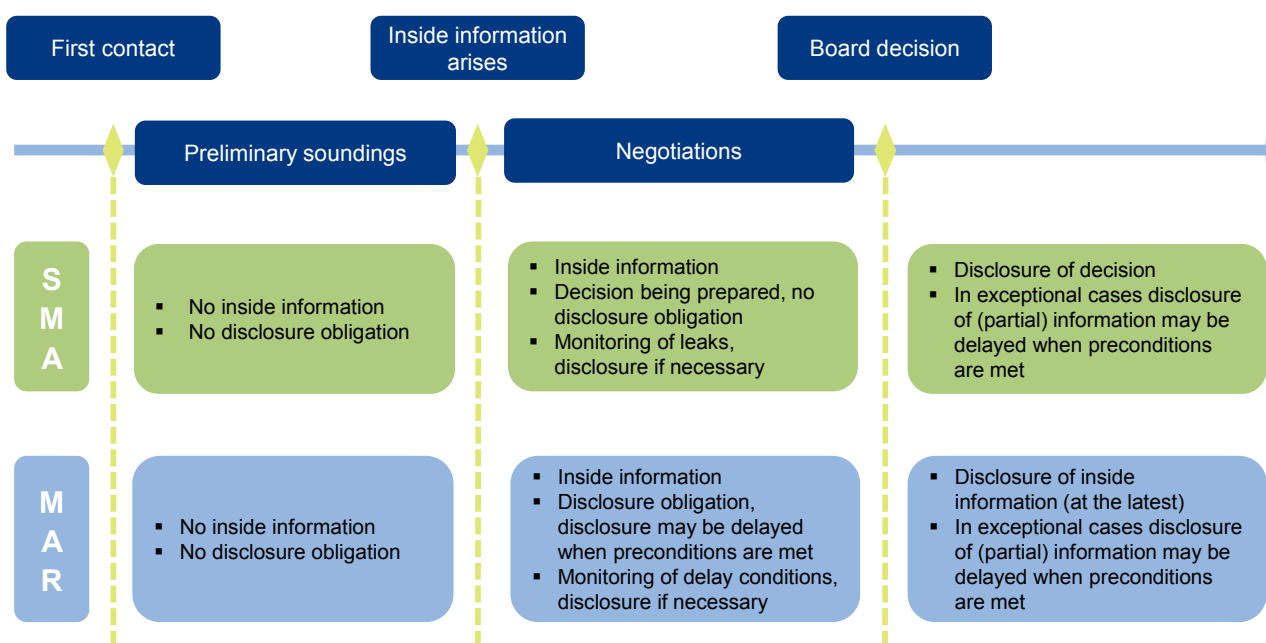 First contact
Inside information
arises
Board decision
Preliminary soundings
Negotiations
S
M
A
▪ No inside information
▪ No disclosure obligation
▪ Inside information
▪ Decision being prepared, no
disclosure obligation
▪ Monitoring of leaks,
disclosure if necessary
▪ Disclosure of decision
▪ In exceptional cases disclosure
of (partial) information may be
delayed when preconditions
are met
M
A
R
▪ No inside information
▪ No disclosure obligation
▪ Inside information
▪ Disclosure obligation,
disclosure may be delayed
when preconditions are met
▪ Monitoring of delay conditions,
disclosure if necessary
▪ Disclosure of inside
information (at the latest)
▪ In exceptional cases disclosure
of (partial) information may be
delayed when preconditions
are met